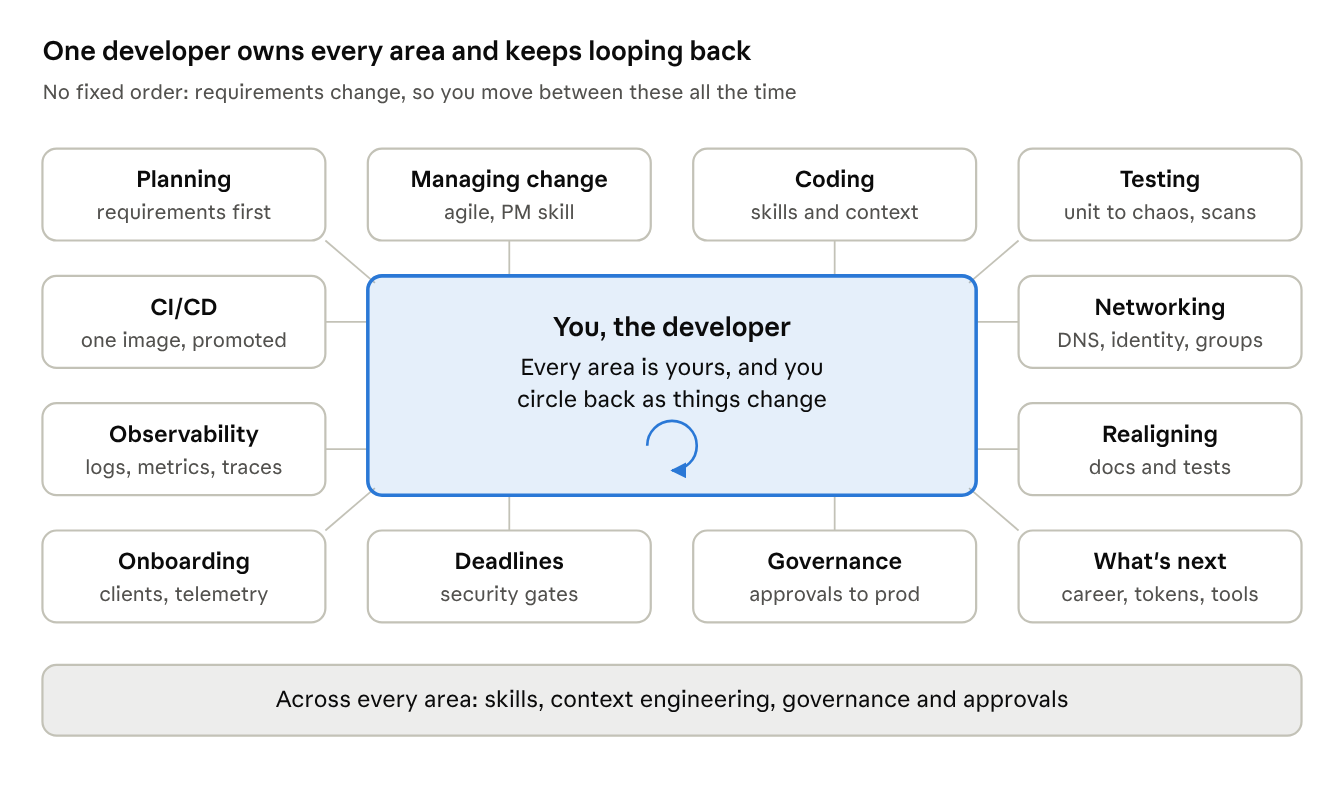 One developer owns every area and keeps looping back
No fixed order: requirements change, so you move between these all the time
Planning
requirements first
Managing change
agile, PM skill
Coding
skills and context
Testing
unit to chaos, scans
CI/CD
one image, promoted
You, the developer
Every area is yours, and you
circle back as things change
Networking
DNS, identity, groups
Observability
logs, metrics, traces
Realigning
docs and tests
Onboarding
clients, telemetry
Deadlines
security gates
Governance
approvals to prod
What's next
career, tokens, tools
Across every area: skills, context engineering, governance and approvals